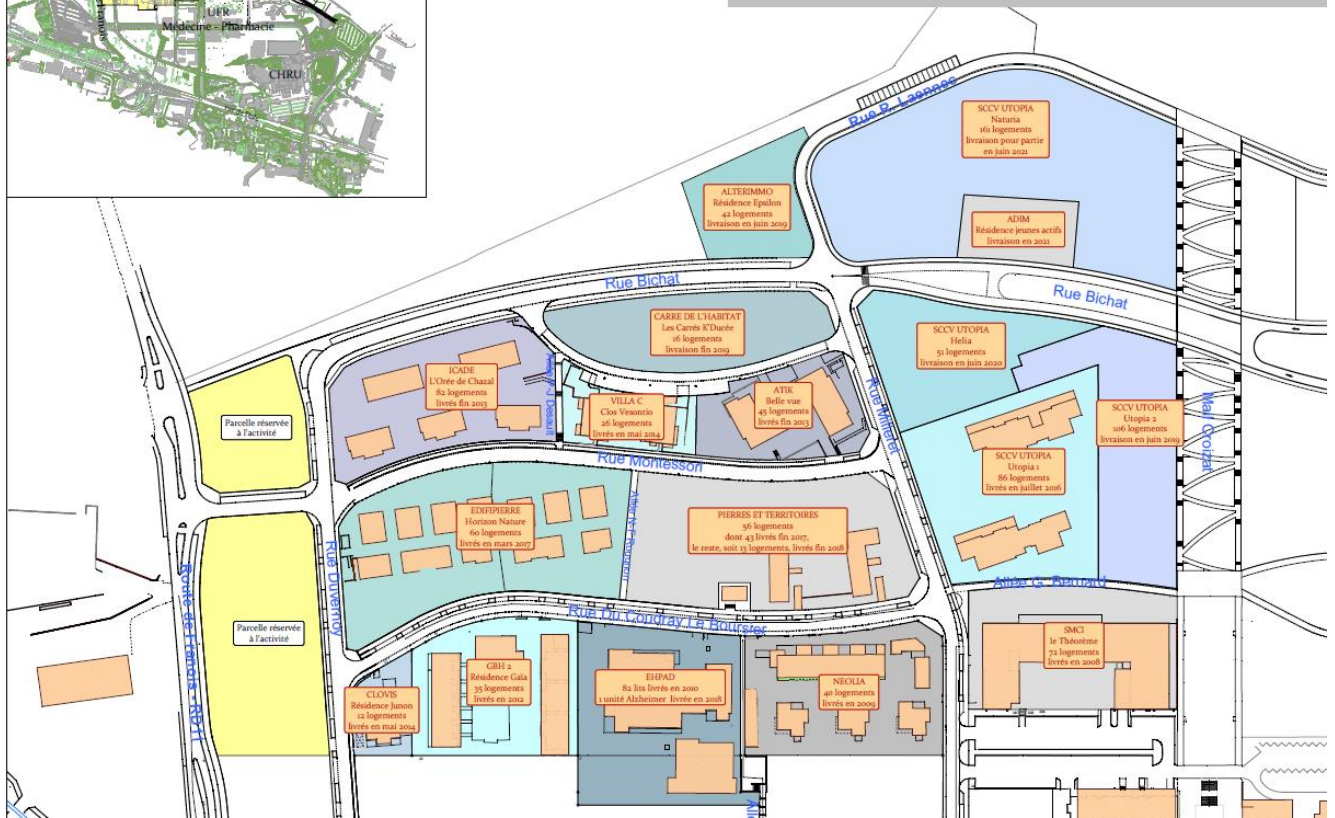 UFR
Médecine - Pharmacie
CHRU
Rue R. Laennec
SCCV UTOPIA
Naturia
161 logements
livraison pour partie
en juin 2021
ALTERIMMO
Résidence Epsilon
42 logements
livraison en juin 2019
ADIM
Résidence jeunes actifs
livraison en 2021
Rue Bichat
Rue Bichat
CARRE DE L'HABITAT
Les Carrés K'Ducée
16 logements
livraison fin 2019
SCCV UTOPIA
Helia
51 logements
livraison en juin 2020
ICADE
L'Orée de Chazal
82 logements
livrés fin 2013
VILLA C
Clos Vesontio
26 logements
livrés en mai 2014
ATIK
Belle vue
45 logements
livrés fin 2013
Rue Milleret
SCCV UTOPIA
Utopia 2
106 logements
livraison en juin 2019
Mail Croizat
Parcelle réservée
à l'activité
Rue Montessori
SCCV UTOPIA
Utopia 1
86 logements
livrés en juillet 2016
EDIFIPIERRE
Horizon Nature
60 logements
livrés en mars 2017
PIERRES ET TERRITOIRES
56 logements
dont 43 livrés fin 2017,
le reste, soit 13 logements, livrés fin 2018
Rue Duvernoy
Allée G. Bernard
Route de Franois - RD11
Rue Du Coudray Le Boursier
Parcelle réservée
à l'activité
SMCI
le Théorème
72 logements
livrés en 2008
GBH 2
Résidence Gaia
35 logements
livrés en 2012
EHPAD
82 lits livrés en 2010
1 unité Alzheimer livrée en 2018
NEOLIA
40 logements
livrés en 2009
CLOVIS
Résidence Junon
12 logements
livrés en mai 2014